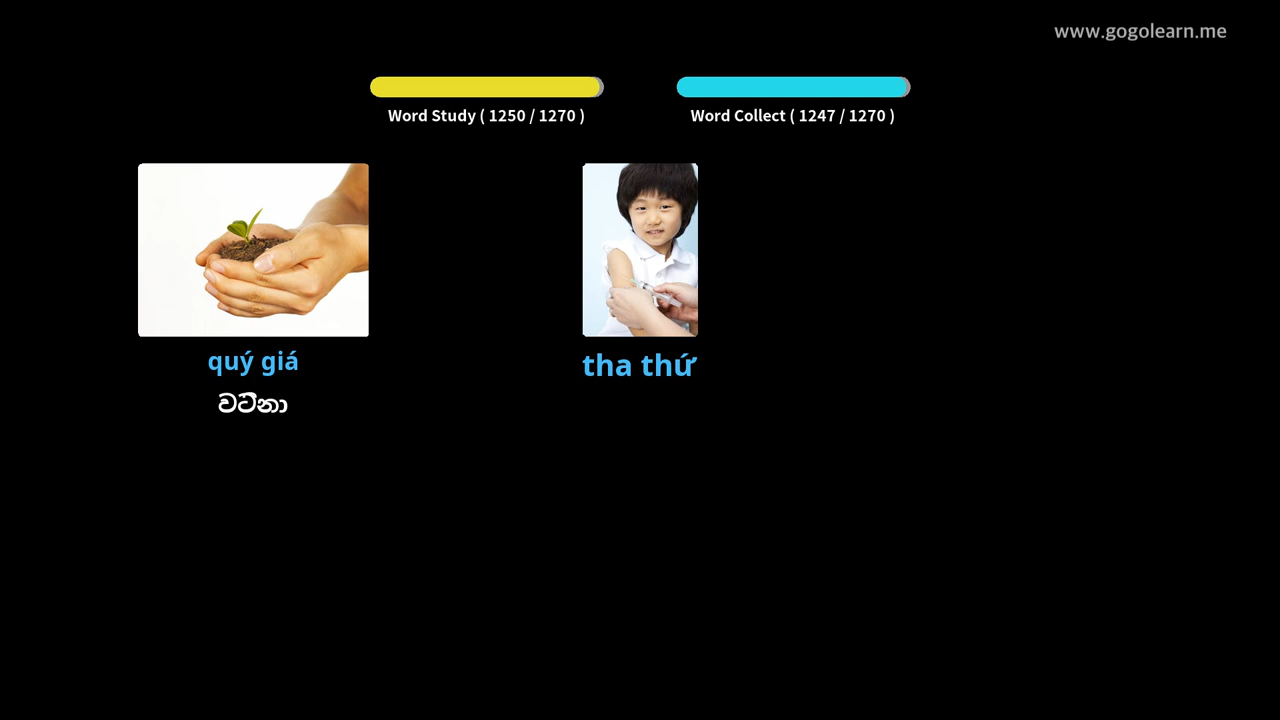 www.gogolearn.me
Word Study ( 1250 / 1270 )
Word Collect ( 1247 / 1270 )
quý giá
වටිනා
tha thứ